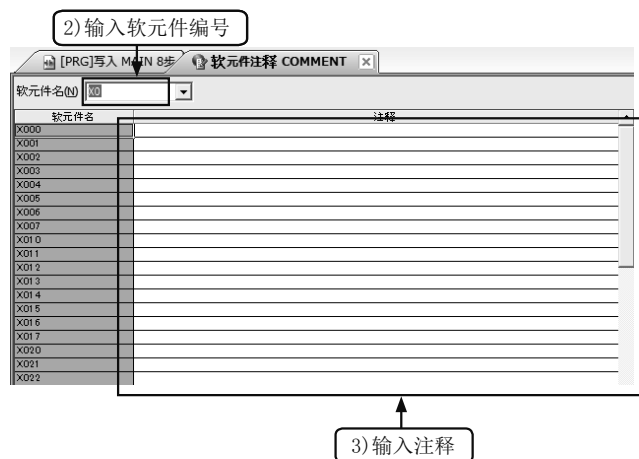 2)输入软元件编号
[PRG]写入 MAIN 8步 软元件注释 COMMENT
软元件名(N) X0
软元件名 注释
X000
X001
X002
X003
X004
X005
X006
X007
X010
X011
X012
X013
X014
X015
X016
X017
X020
X021
X022
3)输入注释